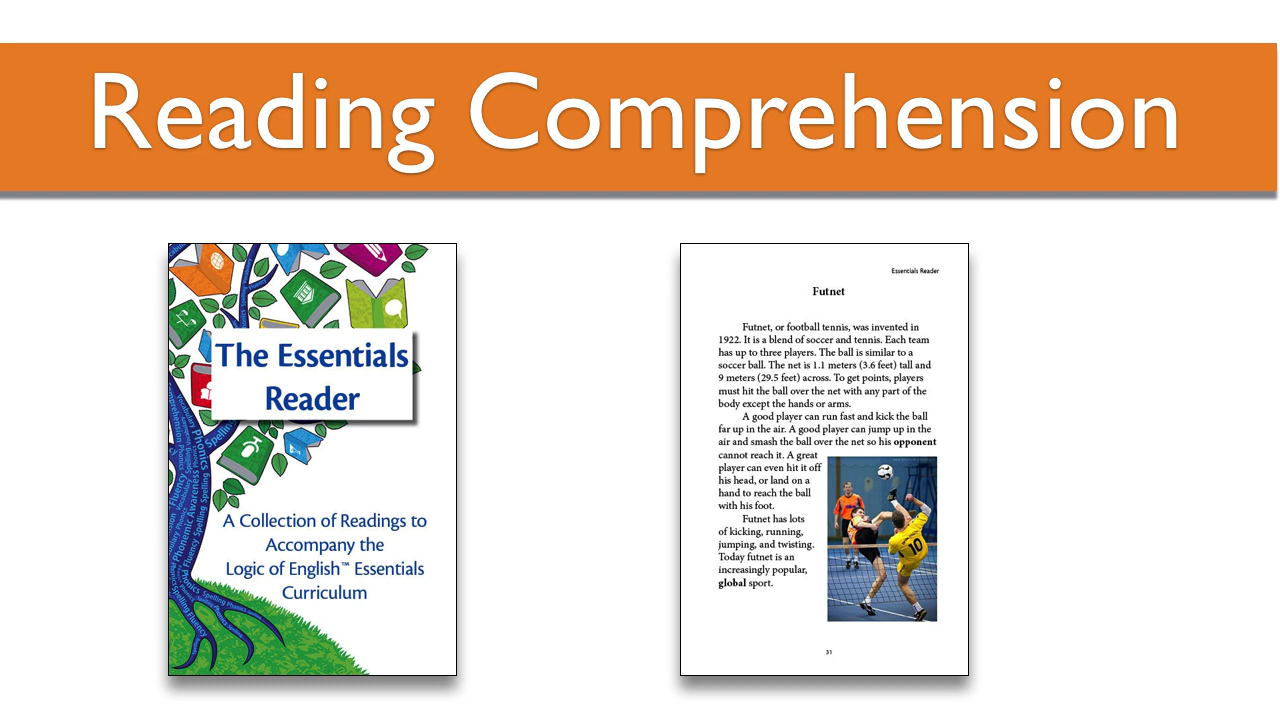 Reading Comprehension
The Essentials
Reader
A Collection of Readings to
Accompany the
Logic of English™ Essentials
Curriculum
Essentials Reader
Futnet
Futnet, or football tennis, was invented in
1922. It is a blend of soccer and tennis. Each team
has up to three players. The ball is similar to a
soccer ball. The net is 1.1 meters (3.6 feet) tall and
9 meters (29.5 feet) across. To get points, players
must hit the ball over the net with any part of the
body except the hands or arms.
A good player can run fast and kick the ball
far up in the air. A good player can jump up in the
air and smash the ball over the net so his opponent
cannot reach it. A great
player can even hit it off
his head, or land on a
hand to reach the ball
with his foot.
Futnet has lots
of kicking, running,
jumping, and twisting.
Today futnet is an
increasingly popular,
global sport.
10
31